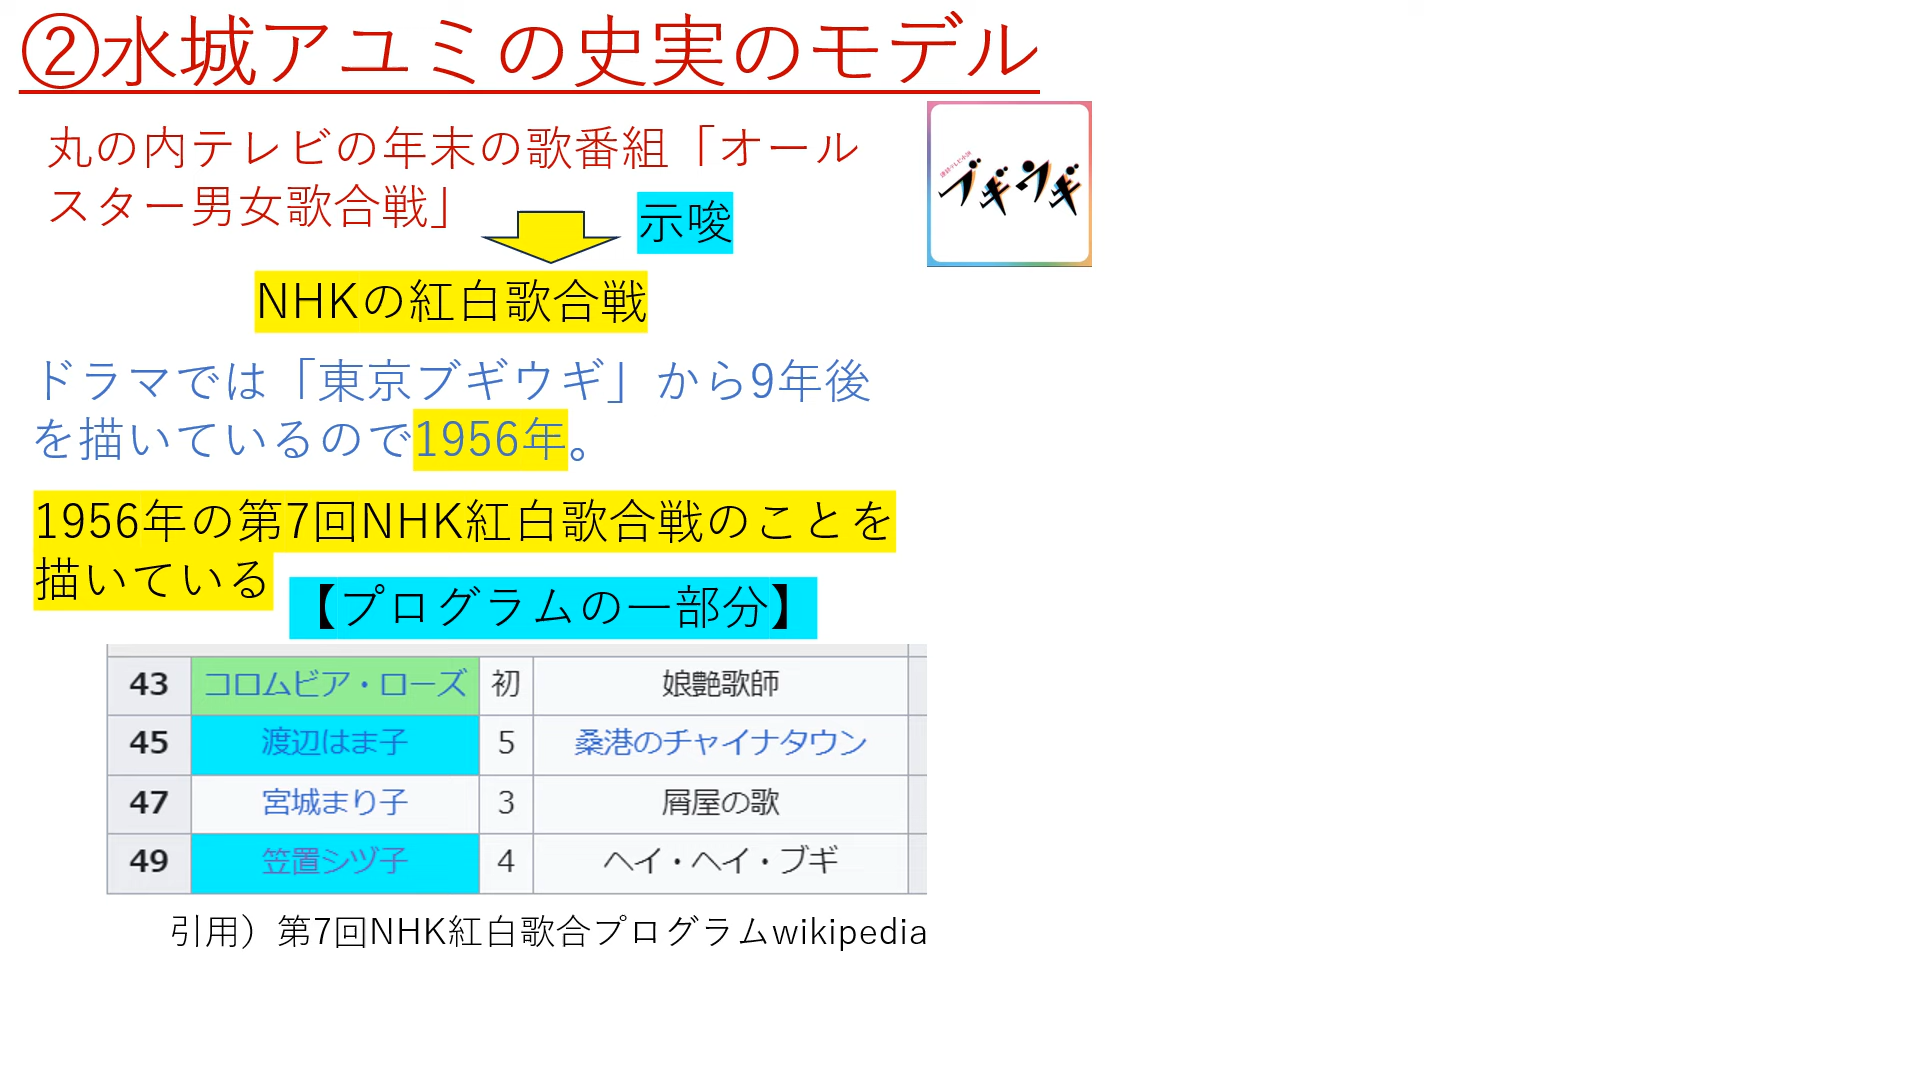 ②水城アユミの史実のモデル
丸の内テレビの年末の歌番組「オール
スター男女歌合戦」
示唆
ブギウギ
NHKの紅白歌合戦
ドラマでは「東京ブギウギ」から9年後
を描いているので1956年。
1956年の第7回NHK紅白歌合戦のことを
描いている
【プログラムの一部分】
43 コロムビア・ローズ 初 娘艶歌師
45 渡辺はま子 5 桑港のチャイナタウン
47 宮城まり子 3 屑屋の歌
49 笠置シヅ子 4 ヘイ・ヘイ・ブギ
引用）第7回NHK紅白歌合プログラムwikipedia